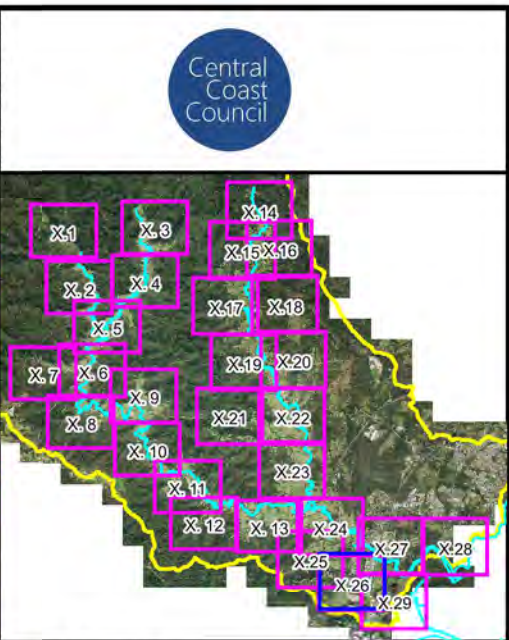 Central
Coast
Council
X.1
X. 3
X.14
X.15
X.16
X. 2
X. 4
X.17
X.18
X. 5
X. 7
X. 6
X.19
X.20
X. 9
X. 8
X.21
X.22
X. 10
X.23
X. 11
X. 12
X. 13
X.24
X.27
X.28
X.25
X.26
X.29